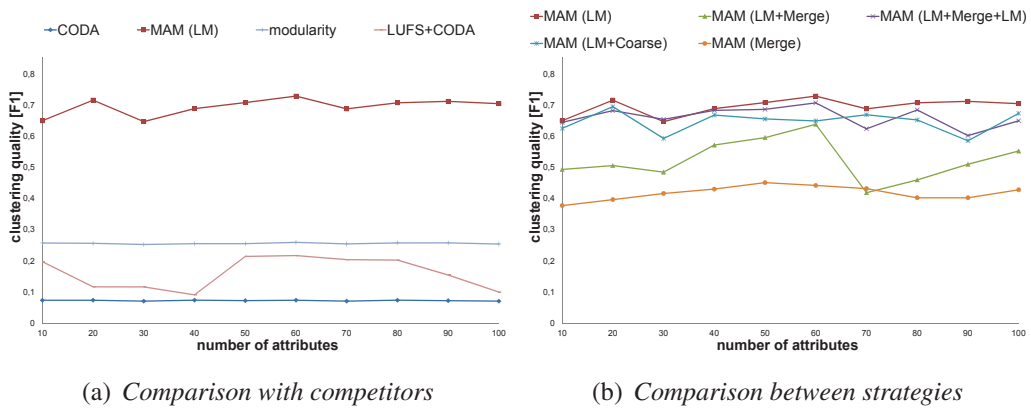 CODA MAM (LM) modularity LUFS+CODA
clustering quality [F1]
0,8
0,7
0,6
0,5
0,4
0,3
0,2
0,1
0
10 20 30 40 50 60 70 80 90 100
number of attributes
(a) Comparison with competitors
MAM (LM) MAM (LM+Merge) MAM (LM+Merge+LM)
MAM (LM+Coarse) MAM (Merge)
clustering quality [F1]
0,8
0,7
0,6
0,5
0,4
0,3
0,2
0,1
0
10 20 30 40 50 60 70 80 90 100
number of attributes
(b) Comparison between strategies